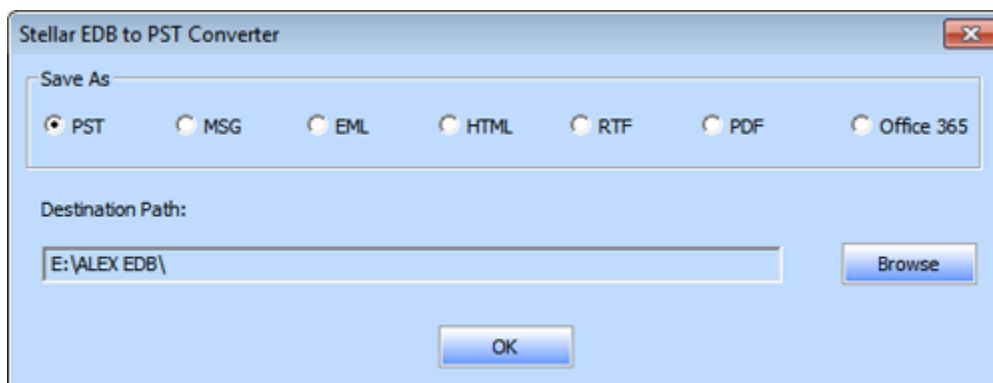 Stellar EDB to PST Converter
Save As
PST MSG EML HTML RTF PDF Office 365
Destination Path:
E:\ALEX EDB\ Browse
OK